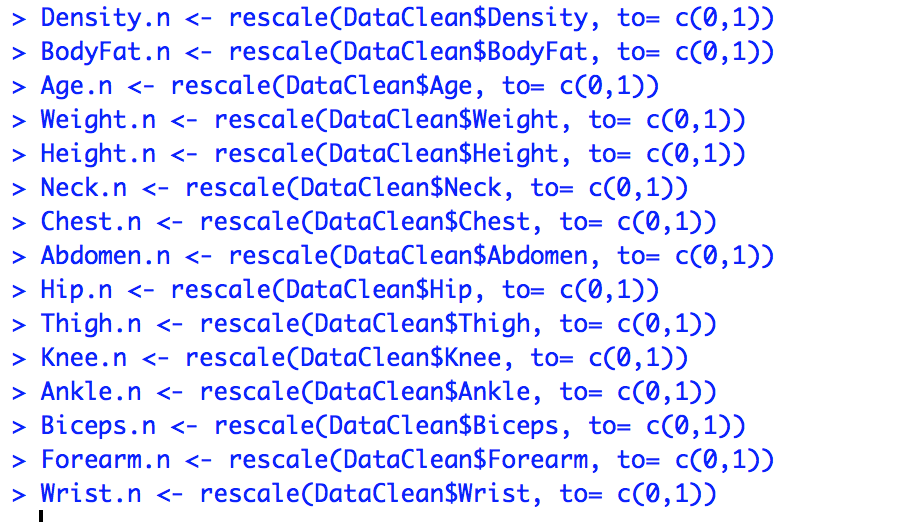 > Density.n <- rescale(DataClean$Density, to= c(0,1))
> BodyFat.n <- rescale(DataClean$BodyFat, to= c(0,1))
> Age.n <- rescale(DataClean$Age, to= c(0,1))
> Weight.n <- rescale(DataClean$Weight, to= c(0,1))
> Height.n <- rescale(DataClean$Height, to= c(0,1))
> Neck.n <- rescale(DataClean$Neck, to= c(0,1))
> Chest.n <- rescale(DataClean$Chest, to= c(0,1))
> Abdomen.n <- rescale(DataClean$Abdomen, to= c(0,1))
> Hip.n <- rescale(DataClean$Hip, to= c(0,1))
> Thigh.n <- rescale(DataClean$Thigh, to= c(0,1))
> Knee.n <- rescale(DataClean$Knee, to= c(0,1))
> Ankle.n <- rescale(DataClean$Ankle, to= c(0,1))
> Biceps.n <- rescale(DataClean$Biceps, to= c(0,1))
> Forearm.n <- rescale(DataClean$Forearm, to= c(0,1))
> Wrist.n <- rescale(DataClean$Wrist, to= c(0,1))